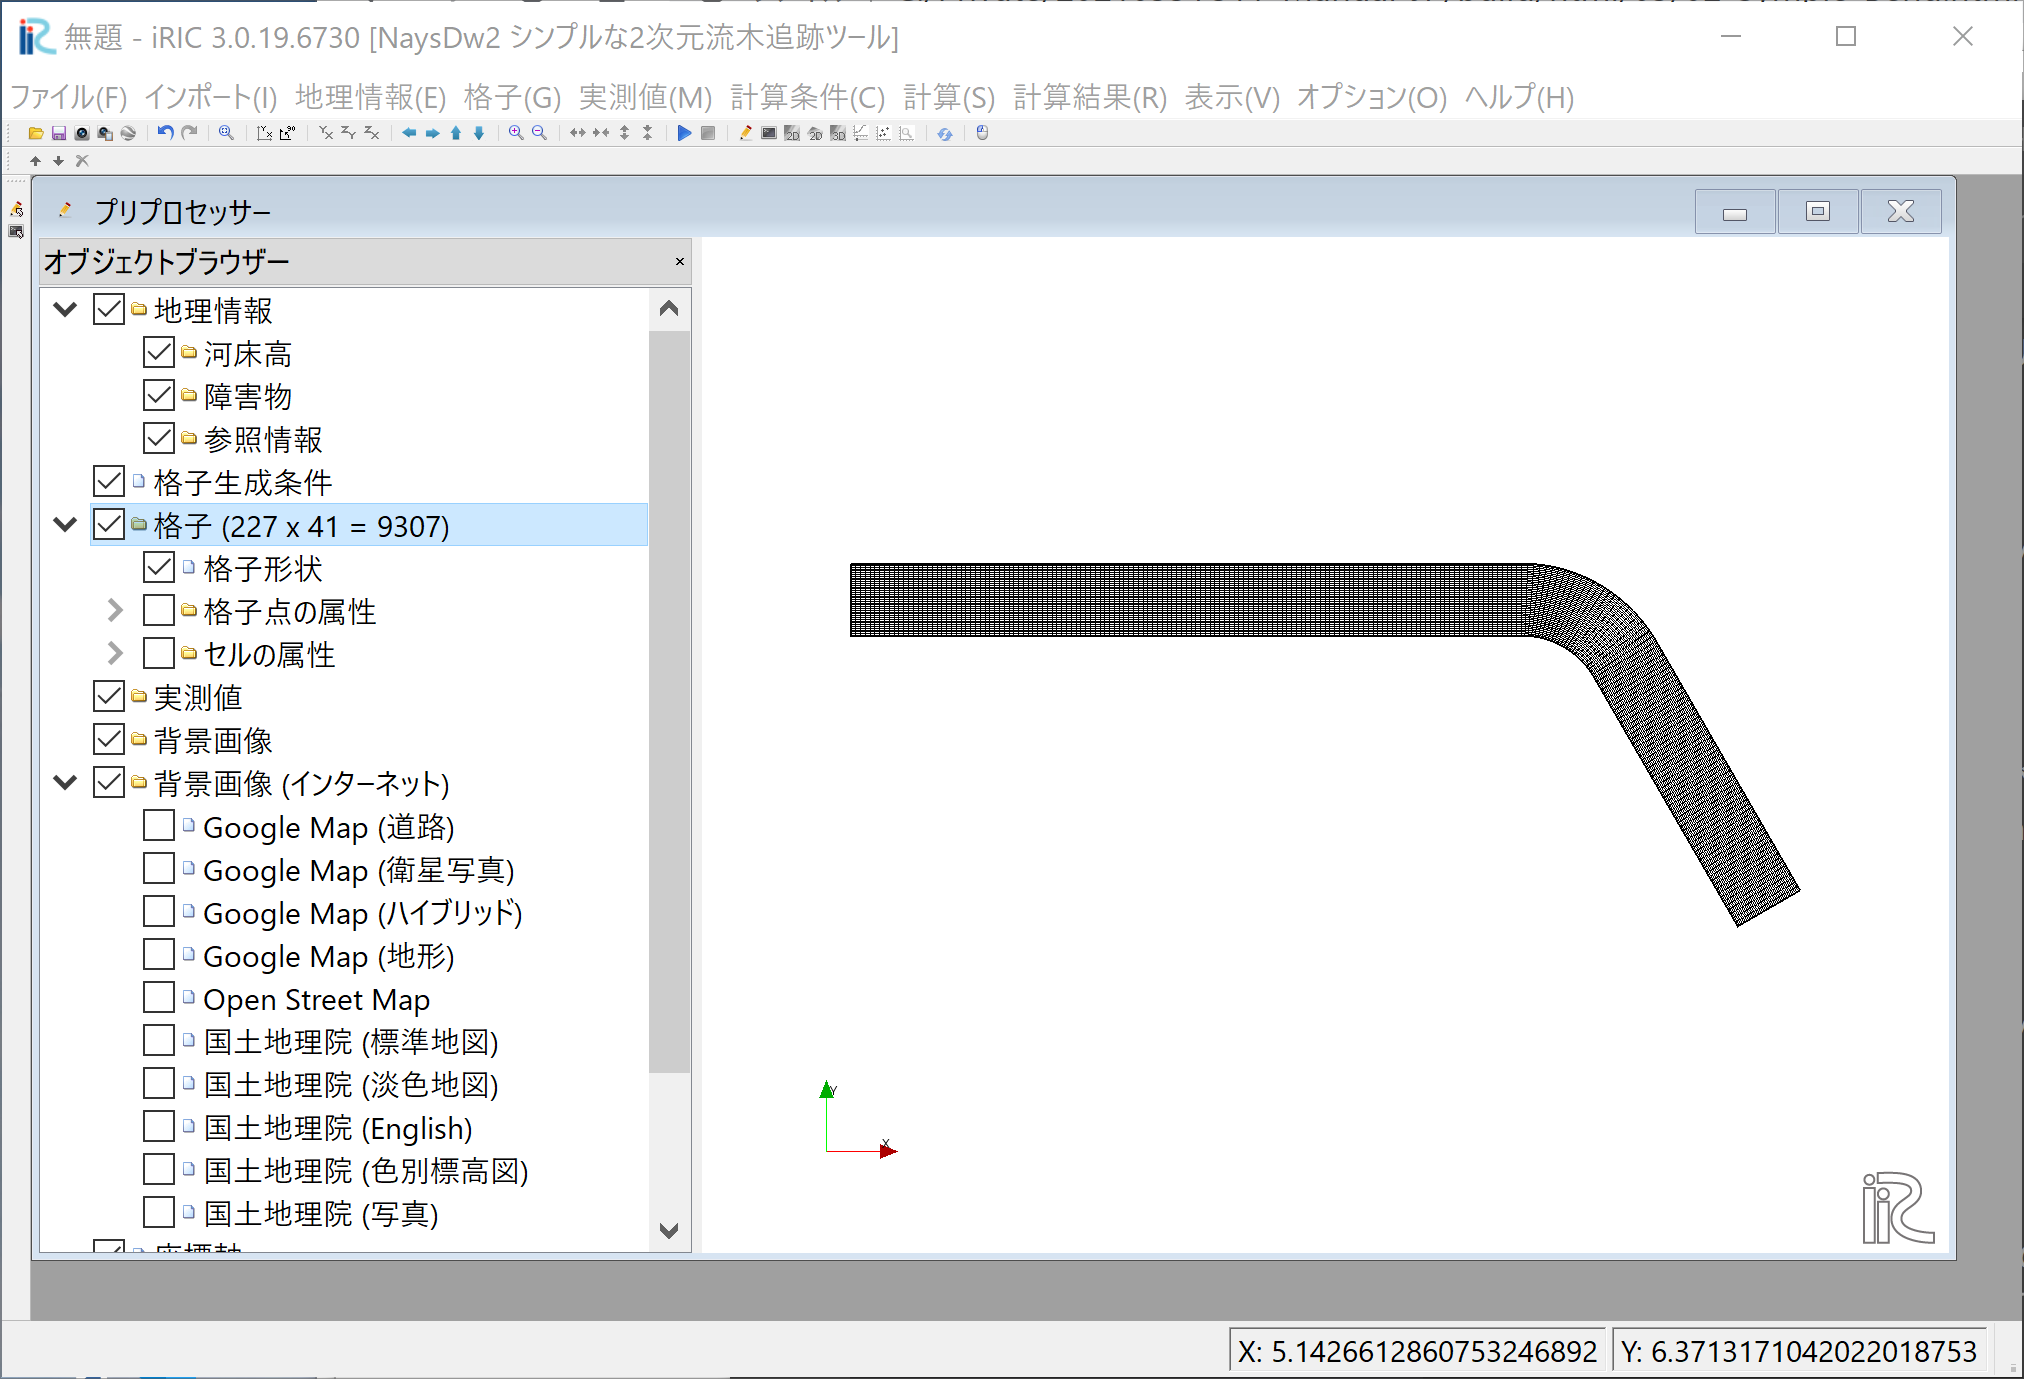 無題 - iRIC 3.0.19.6730 [NaysDw2 シンプルな2次元流木追跡ツール]
ファイル(F) インポート(I) 地理情報(E) 格子(G) 実測値(M) 計算条件(C) 計算(S) 計算結果(R) 表示(V) オプション(O) ヘルプ(H)
プリプロセッサー
オブジェクトブラウザー
地理情報
河床高
障害物
参照情報
格子生成条件
格子 (227 x 41 = 9307)
格子形状
格子点の属性
セルの属性
実測値
背景画像
背景画像 (インターネット)
Google Map (道路)
Google Map (衛星写真)
Google Map (ハイブリッド)
Google Map (地形)
Open Street Map
国土地理院 (標準地図)
国土地理院 (淡色地図)
国土地理院 (English)
国土地理院 (色別標高図)
国土地理院 (写真)
Y
X
iRiC
X: 5.1426612860753246892
Y: 6.3713171042022018753